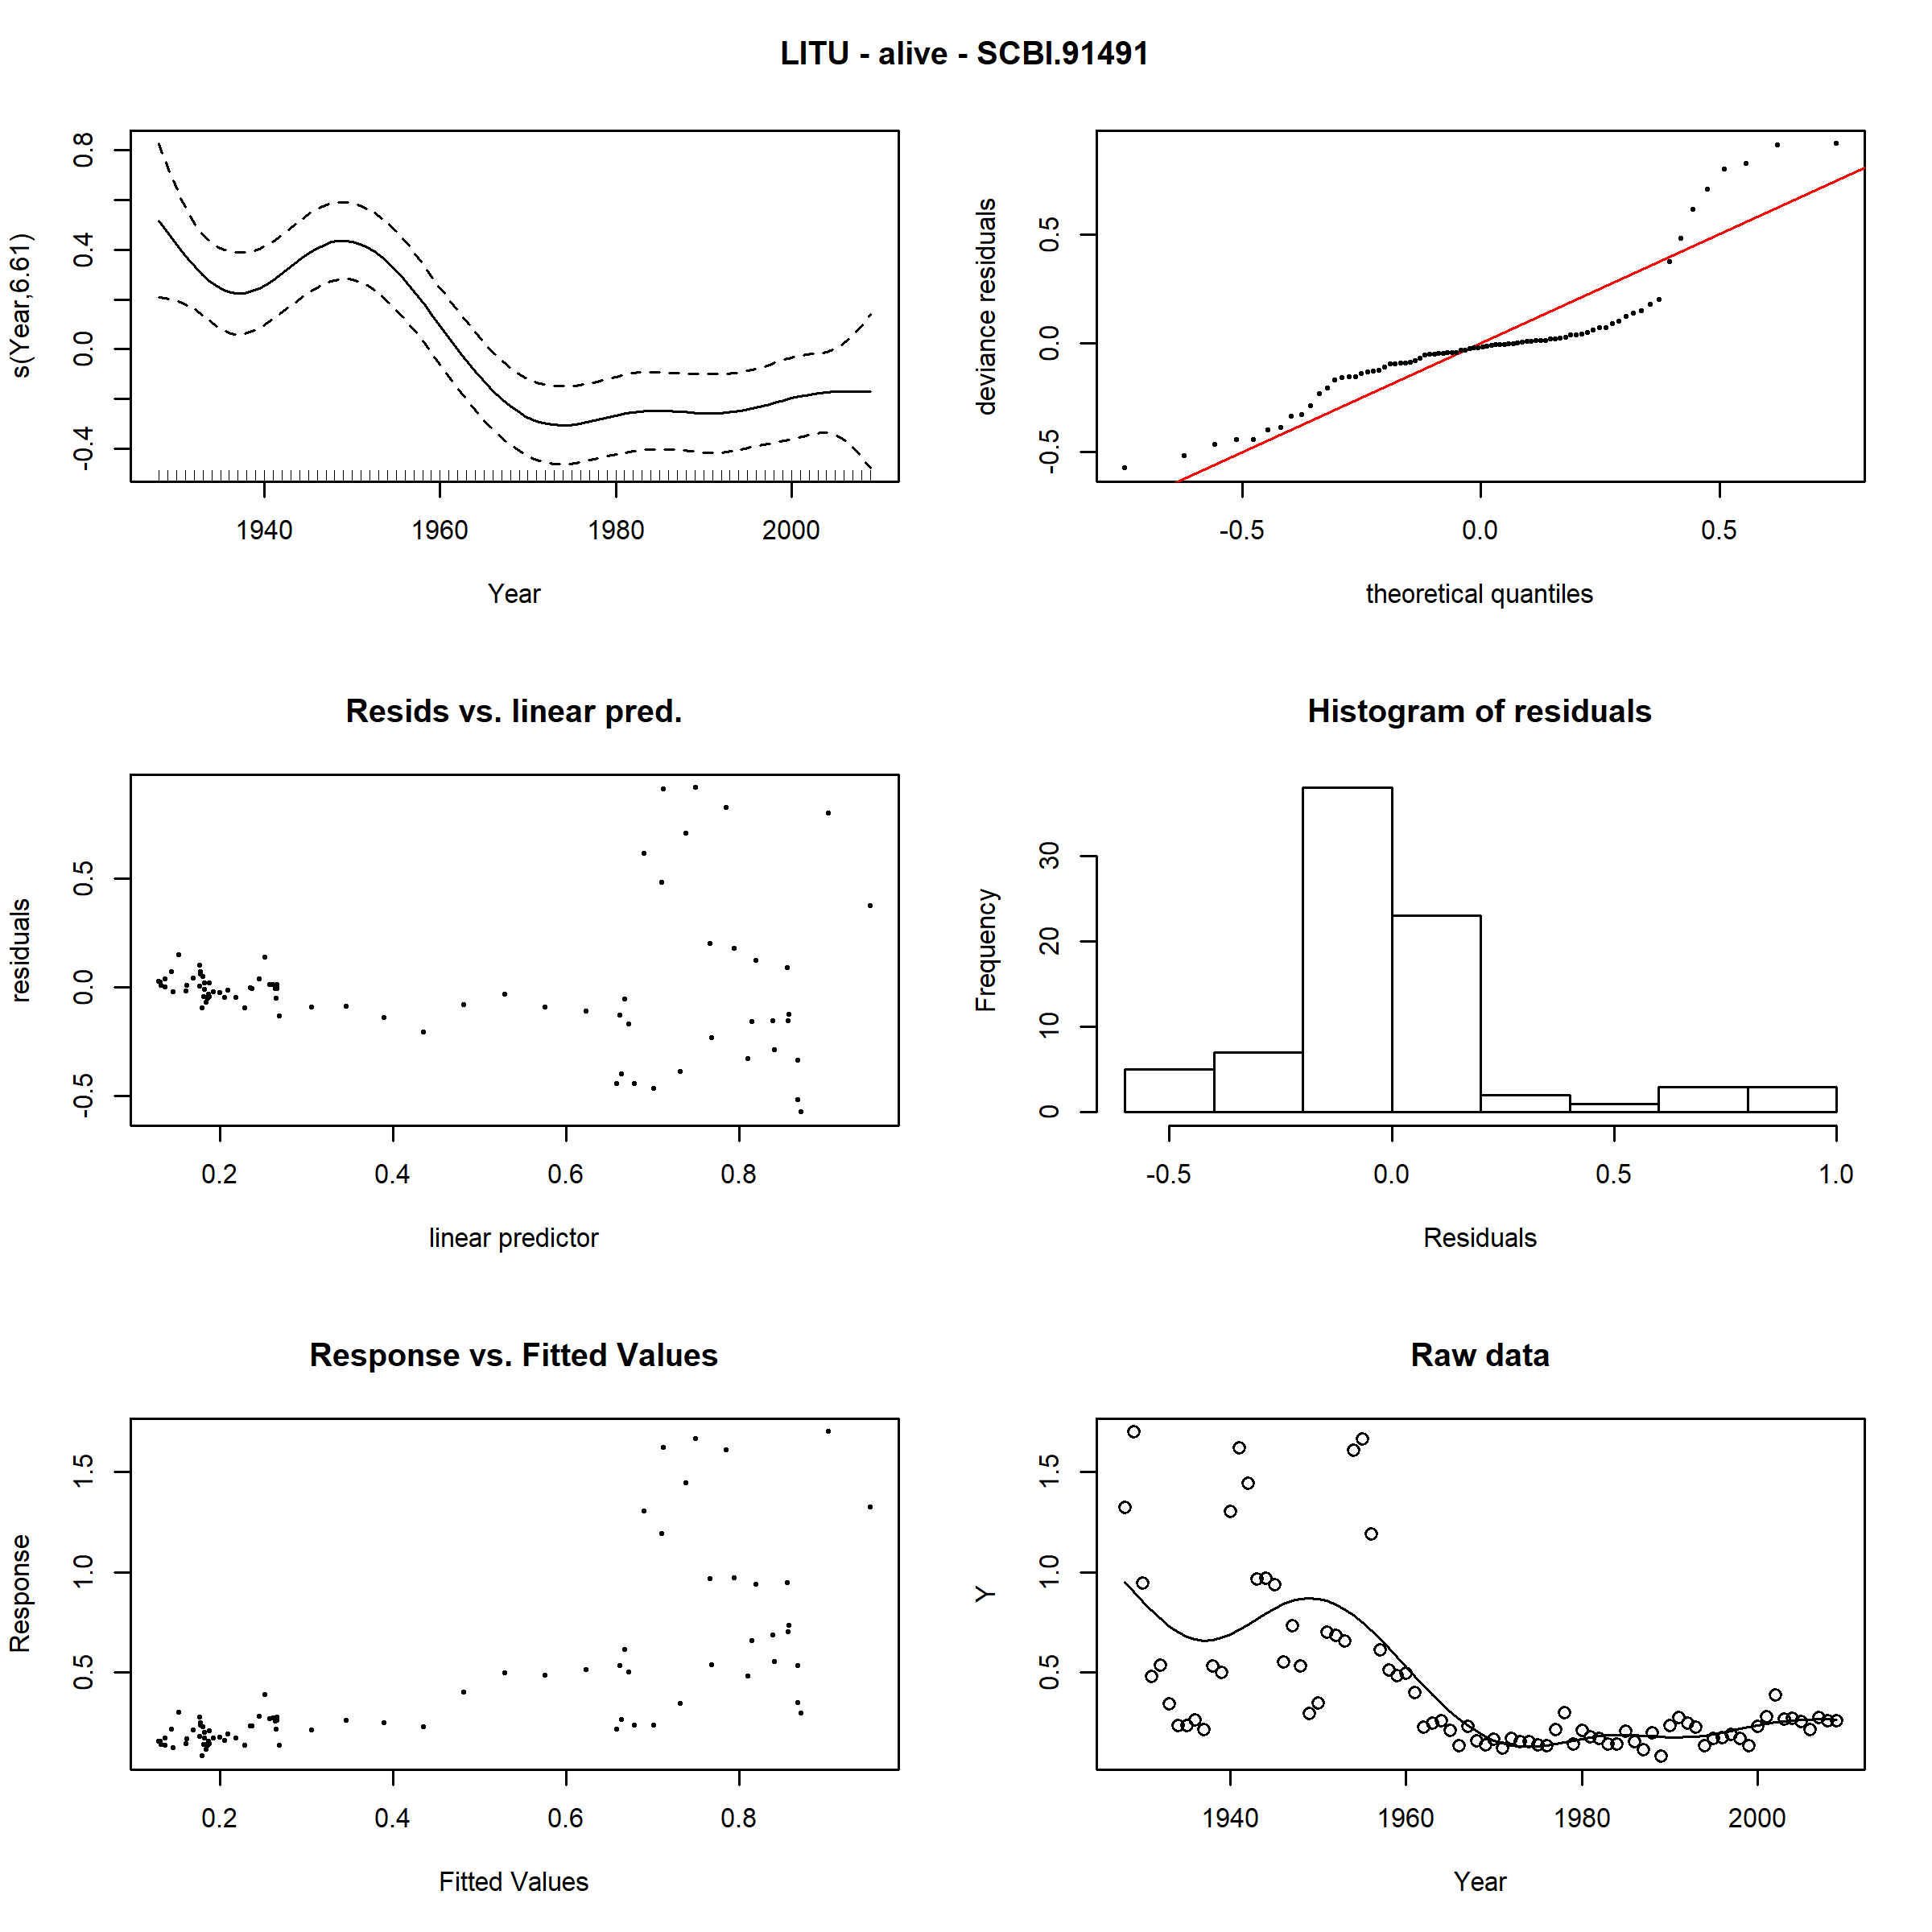 LITU - alive - SCBI.91491
s(Year,6.61)
-0.4 0.0 0.4 0.8
1940 1960 1980 2000
Year
deviance residuals
-0.5 0.0 0.5
-0.5 0.0 0.5
theoretical quantiles
Resids vs. linear pred.
residuals
-0.5 0.0 0.5
0.2 0.4 0.6 0.8
linear predictor
Histogram of residuals
Frequency
0 10 20 30
-0.5 0.0 0.5 1.0
Residuals
Response vs. Fitted Values
Response
0.5 1.0 1.5
0.2 0.4 0.6 0.8
Fitted Values
Raw data
Y
0.5 1.0 1.5
1940 1960 1980 2000
Year